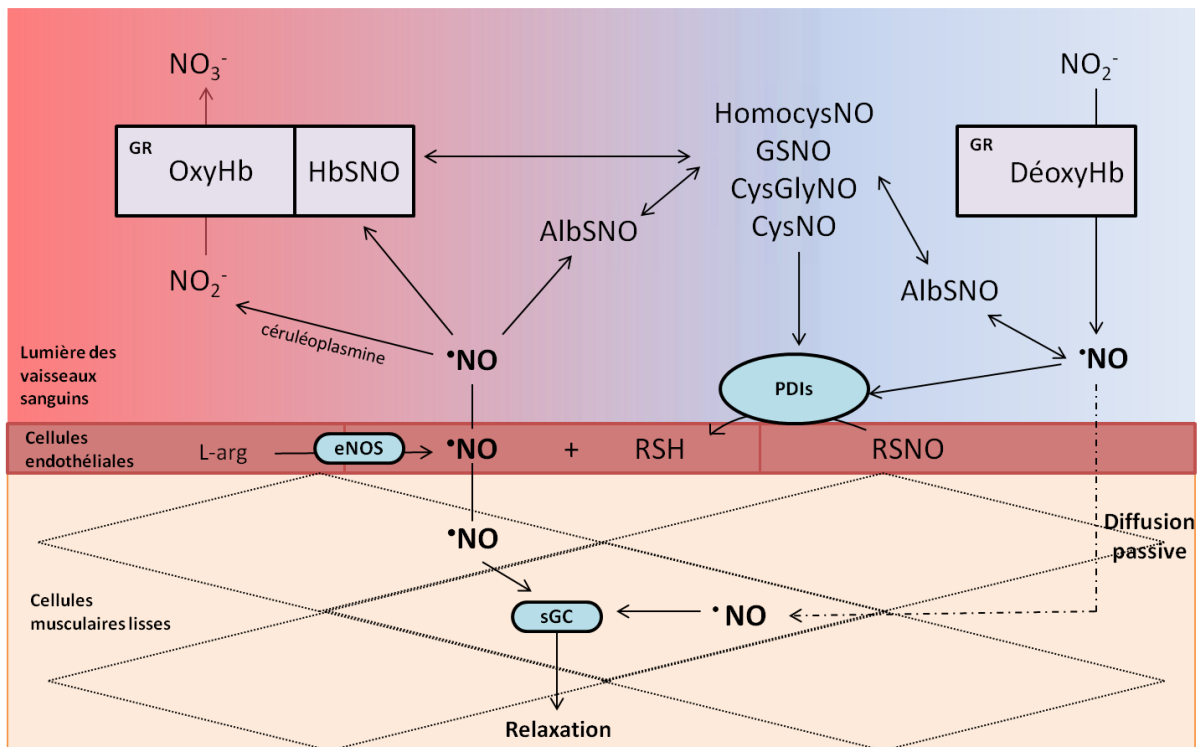 NO₃⁻
NO₂⁻
HomocysNO
GSNO
CysGlyNO
CysNO
GR
OxyHb
HbSNO
GR
DéoxyHb
AlbSNO
NO₂⁻
AlbSNO
céruléoplasmine
•NO
•NO
Lumière des
vaisseaux
sanguins
PDIs
Cellules
endothéliales
L-arg
eNOS
•NO
+
RSH
RSNO
•NO
Diffusion
passive
Cellules
musculaires lisses
sGC
•NO
Relaxation